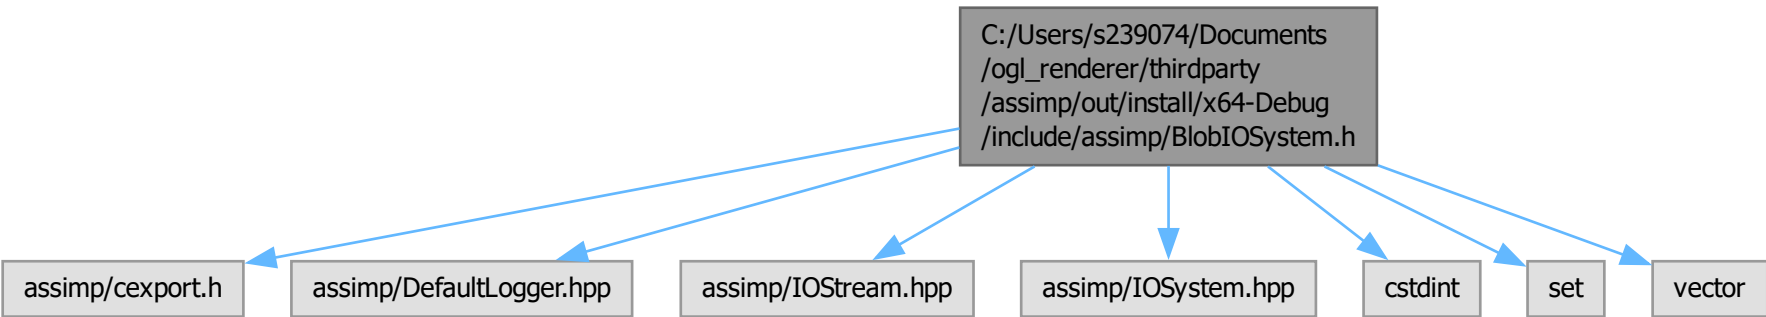 C:/Users/s239074/Documents
/ogl_renderer/thirdparty
/assimp/out/install/x64-Debug
/include/assimp/BlobIOSystem.h
assimp/cexport.h
assimp/DefaultLogger.hpp
assimp/IOStream.hpp
assimp/IOSystem.hpp
cstdint
set
vector